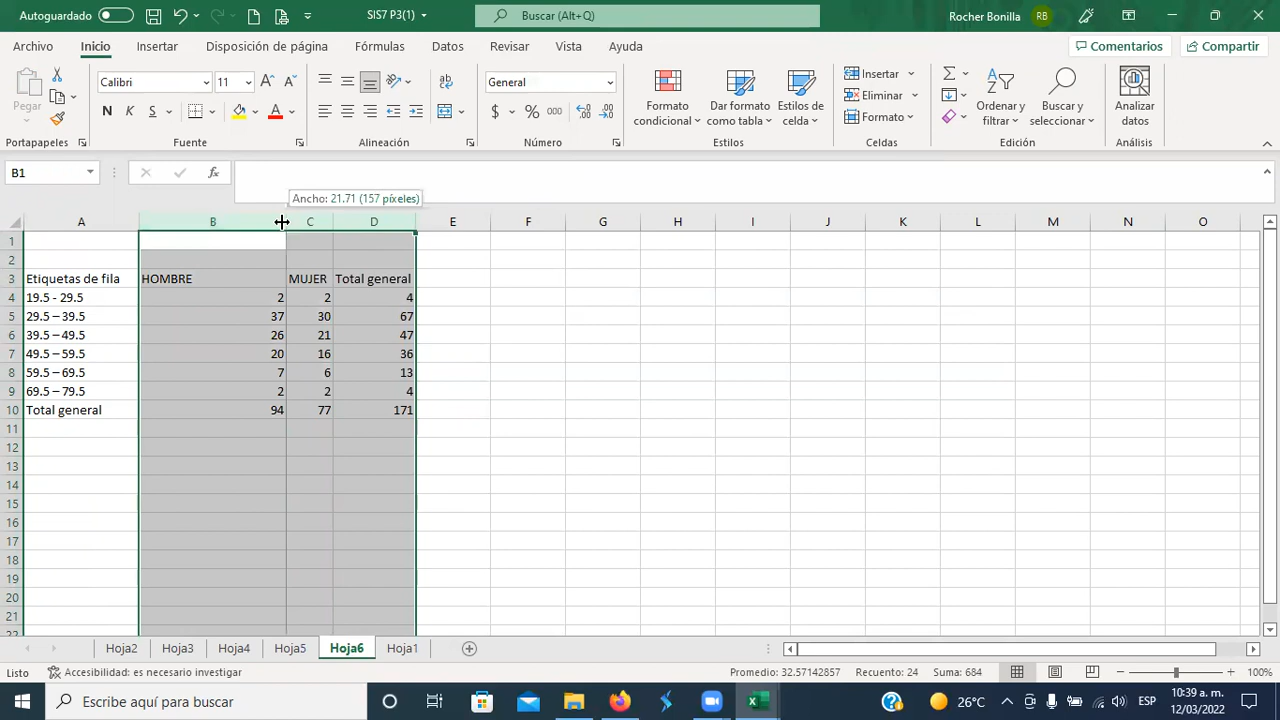 Autoguardado SIS7 P3(1) Buscar (Alt+Q) Rocher Bonilla RB
Archivo Inicio Insertar Disposición de página Fórmulas Datos Revisar Vista Ayuda Comentarios Compartir
Pegar
Calibri 11
N K S
General
$ % 000
Formato condicional
Dar formato como tabla
Estilos de celda
Insertar
Eliminar
Formato
Ordenar y filtrar
Buscar y seleccionar
Analizar datos
Portapapeles Fuente Alineación Número Estilos Celdas Edición Análisis
B1 fx
Ancho: 21.71 (157 píxeles)
A B C D E F G H I J K L M N O
1
2
3 Etiquetas de fila HOMBRE MUJER Total general
4 19.5 - 29.5 2 2 4
5 29.5 – 39.5 37 30 67
6 39.5 – 49.5 26 21 47
7 49.5 – 59.5 20 16 36
8 59.5 – 69.5 7 6 13
9 69.5 – 79.5 2 2 4
10 Total general 94 77 171
11
12
13
14
15
16
17
18
19
20
21
22
Hoja2 Hoja3 Hoja4 Hoja5 Hoja6 Hoja1
Listo Accesibilidad: es necesario investigar Promedio: 32.57142857 Recuento: 24 Suma: 684 100%
Escribe aquí para buscar 26°C ESP 10:39 a. m.
12/03/2022